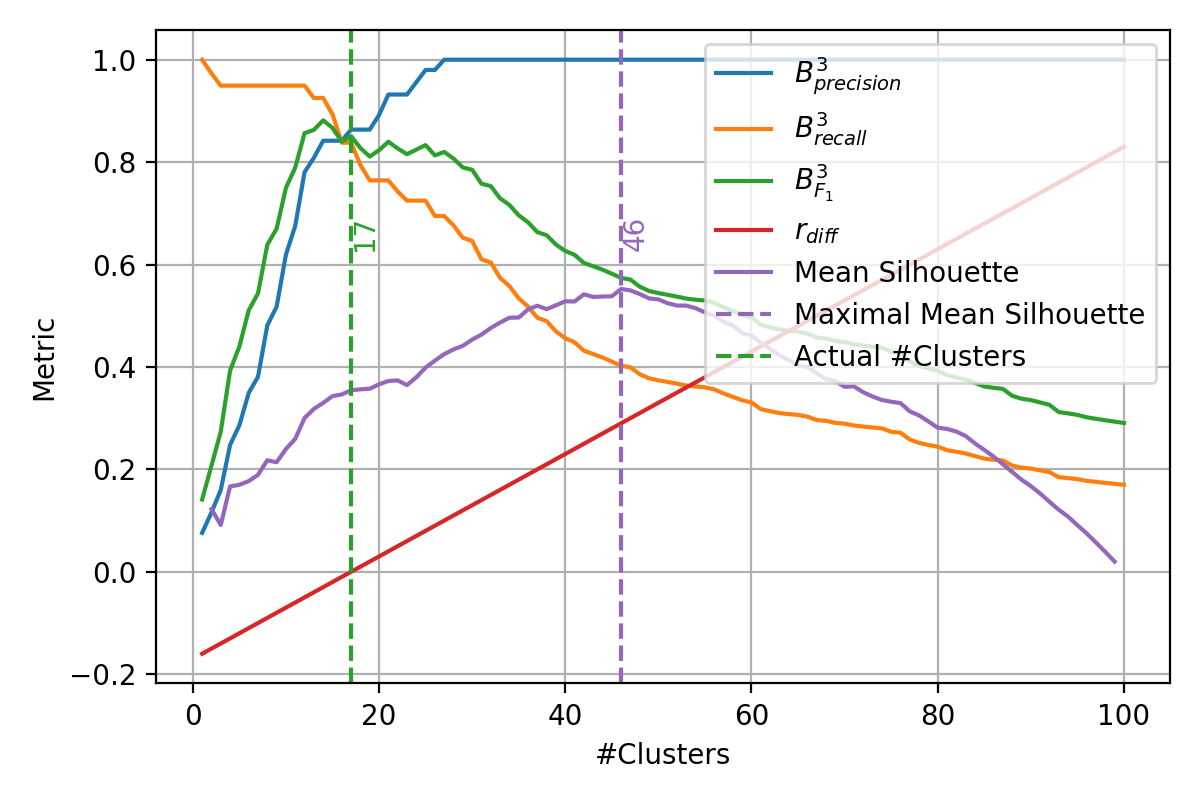 1.0
0.8
0.6
0.4
0.2
0.0
−0.2
Metric
0
20
40
60
80
100
#Clusters
17
46
B³precision
B³recall
B³F₁
rdiff
Mean Silhouette
Maximal Mean Silhouette
Actual #Clusters